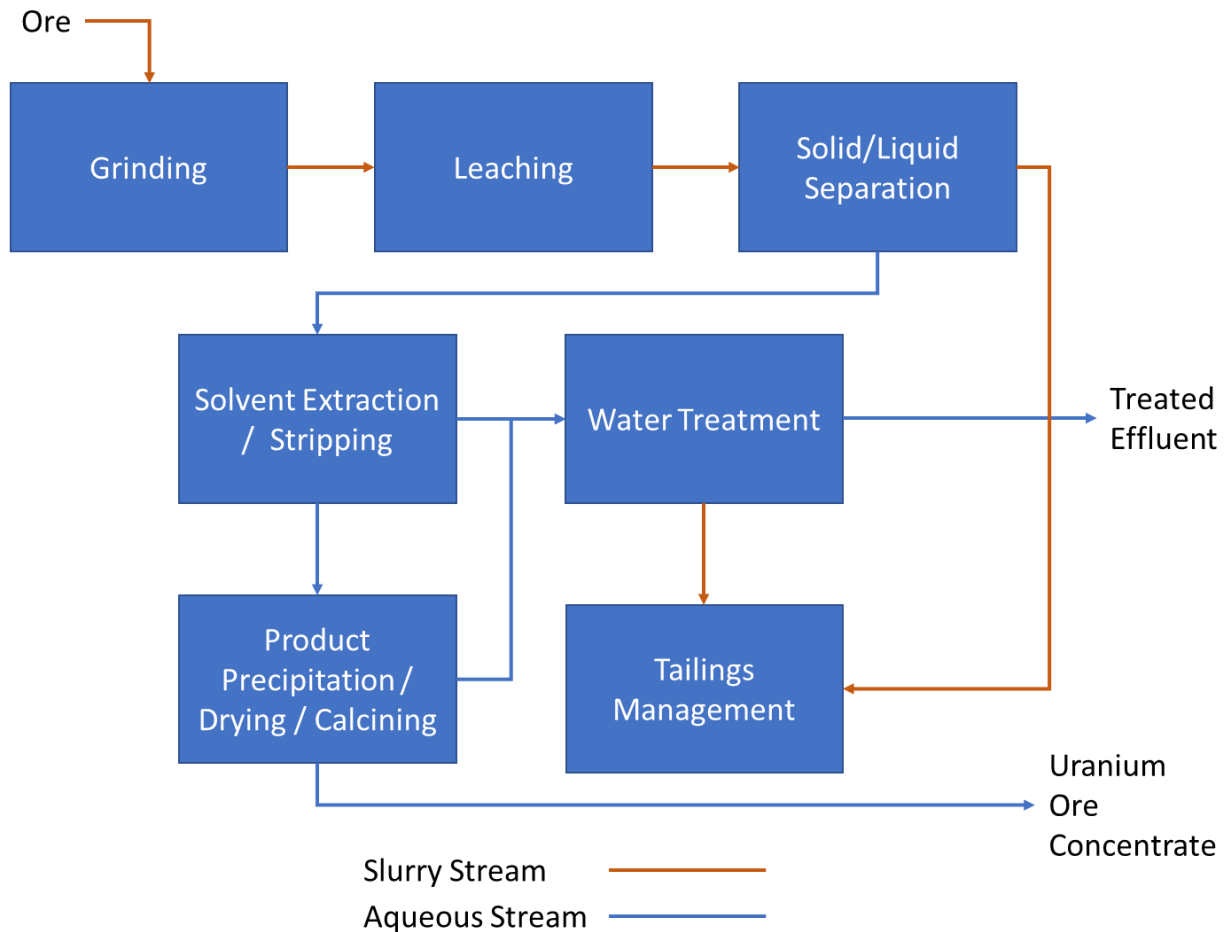 Ore
Grinding
Leaching
Solid/Liquid
Separation
Solvent Extraction
/ Stripping
Water Treatment
Treated
Effluent
Product
Precipitation /
Drying / Calcining
Tailings
Management
Uranium
Ore
Concentrate
Slurry Stream
Aqueous Stream